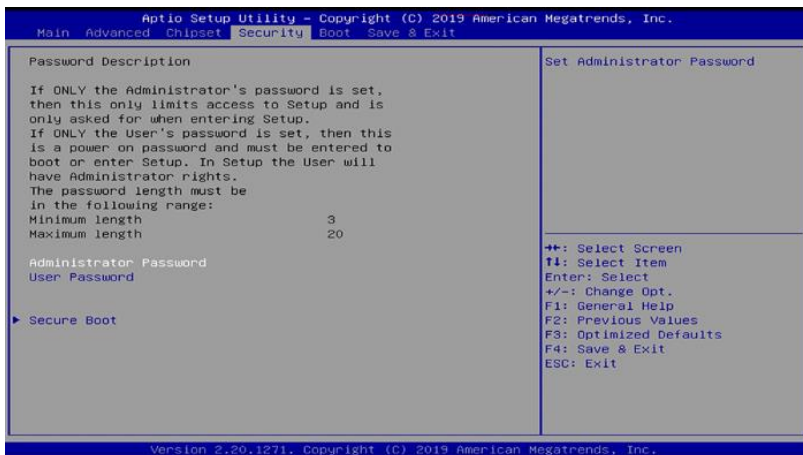 Aptio Setup Utility – Copyright (C) 2019 American Megatrends, Inc.
Main Advanced Chipset Security Boot Save & Exit
Password Description
If ONLY the Administrator's password is set,
then this only limits access to Setup and is
only asked for when entering Setup.
If ONLY the User's password is set, then this
is a power on password and must be entered to
boot or enter Setup. In Setup the User will
have Administrator rights.
The password length must be
in the following range:
Minimum length 3
Maximum length 20
Administrator Password
User Password
▶ Secure Boot
Set Administrator Password
→←: Select Screen
↑↓: Select Item
Enter: Select
+/-: Change Opt.
F1: General Help
F2: Previous Values
F3: Optimized Defaults
F4: Save & Exit
ESC: Exit
Version 2.20.1271. Copyright (C) 2019 American Megatrends, Inc.